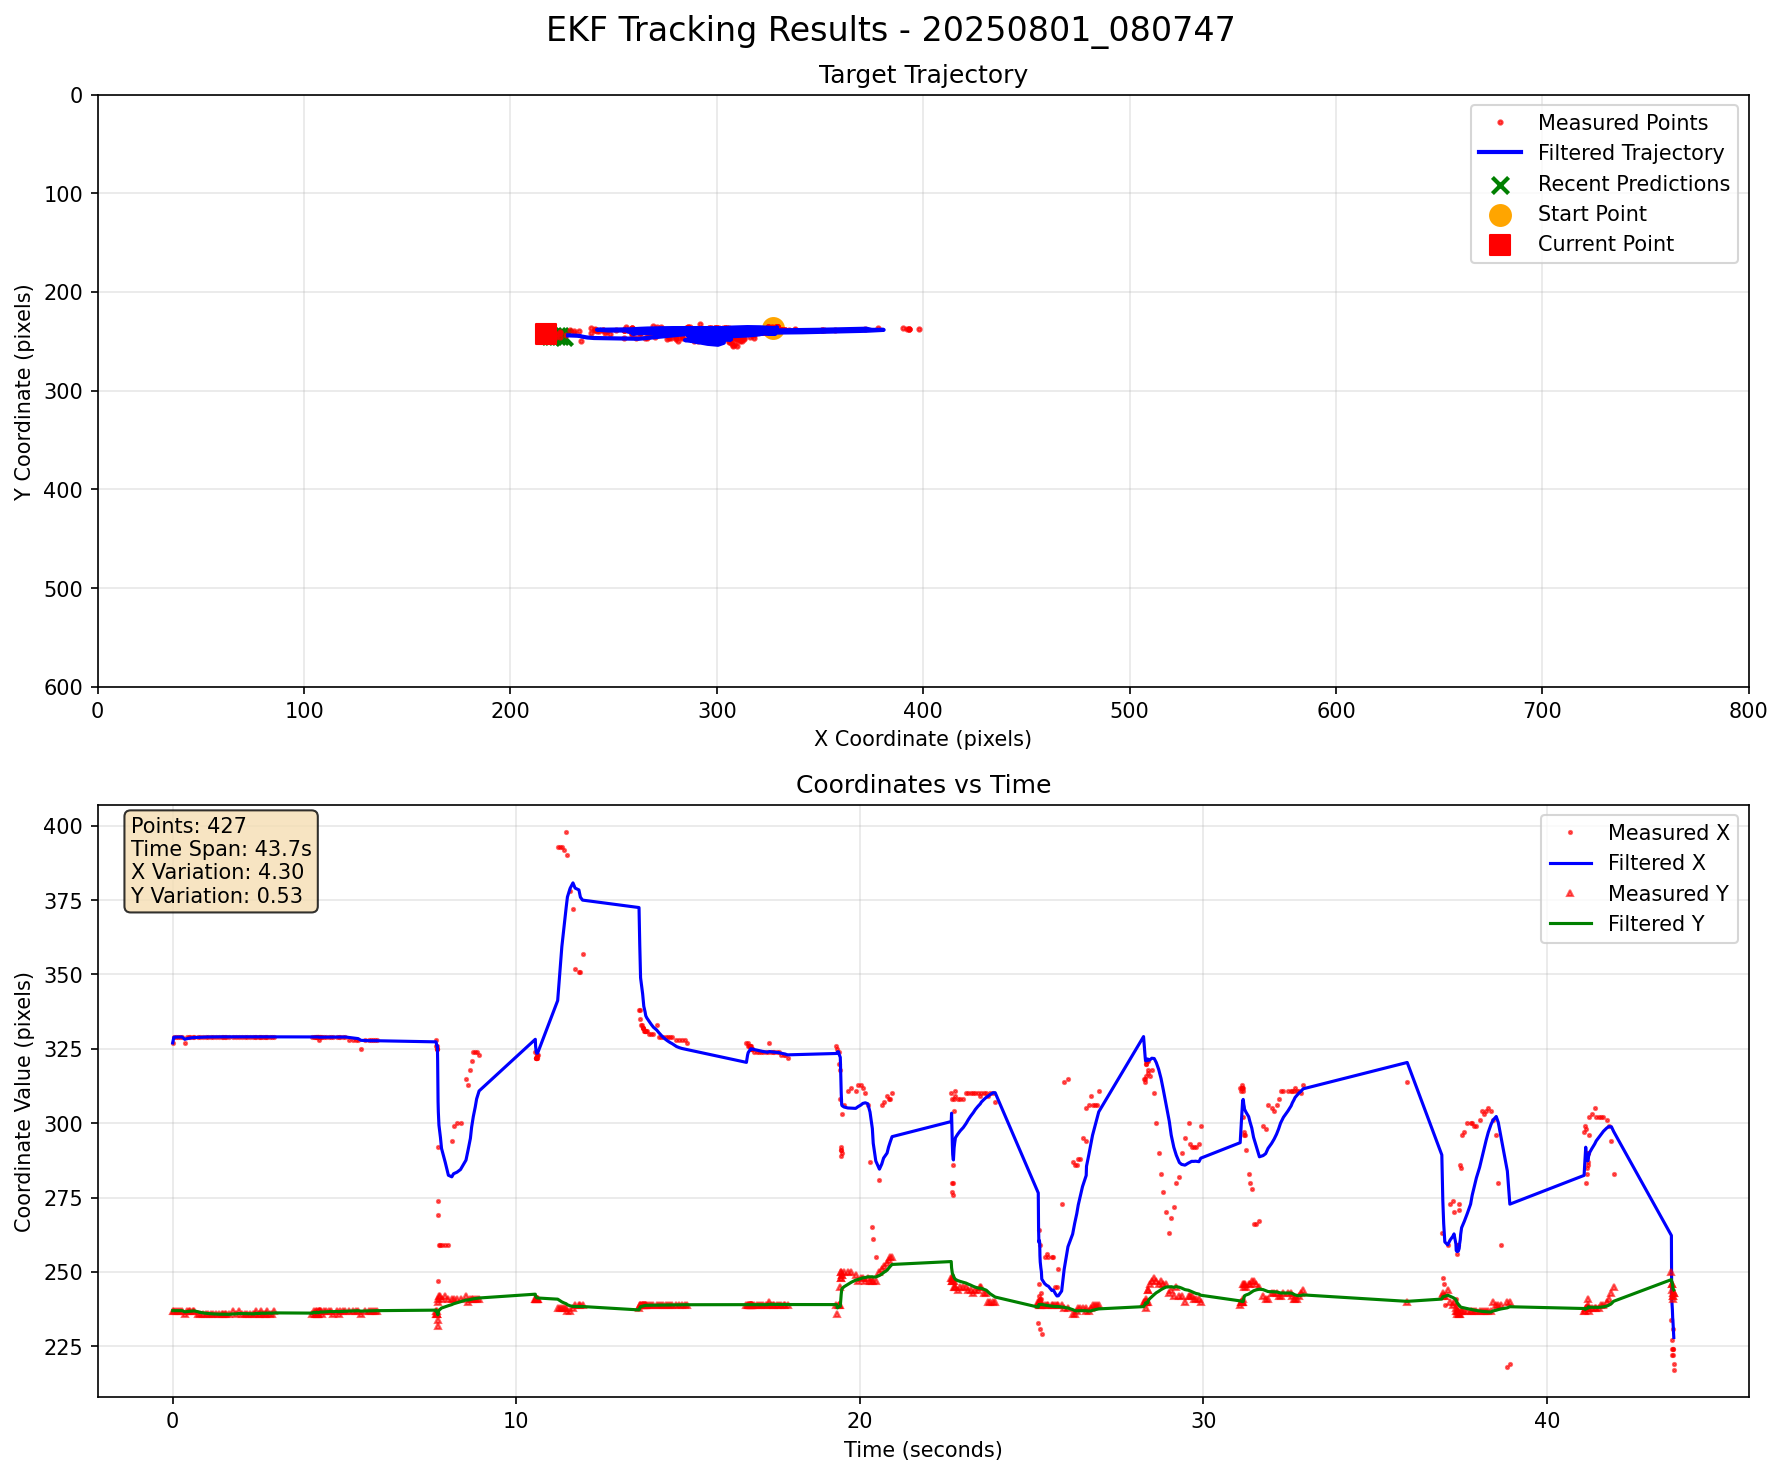 EKF Tracking Results - 20250801_080747
Target Trajectory
Y Coordinate (pixels)
0
100
200
300
400
500
600
Measured Points
Filtered Trajectory
Recent Predictions
Start Point
Current Point
0 100 200 300 400 500 600 700 800
X Coordinate (pixels)
Coordinates vs Time
Coordinate Value (pixels)
400
375
350
325
300
275
250
225
Points: 427
Time Span: 43.7s
X Variation: 4.30
Y Variation: 0.53
Measured X
Filtered X
Measured Y
Filtered Y
0 10 20 30 40
Time (seconds)